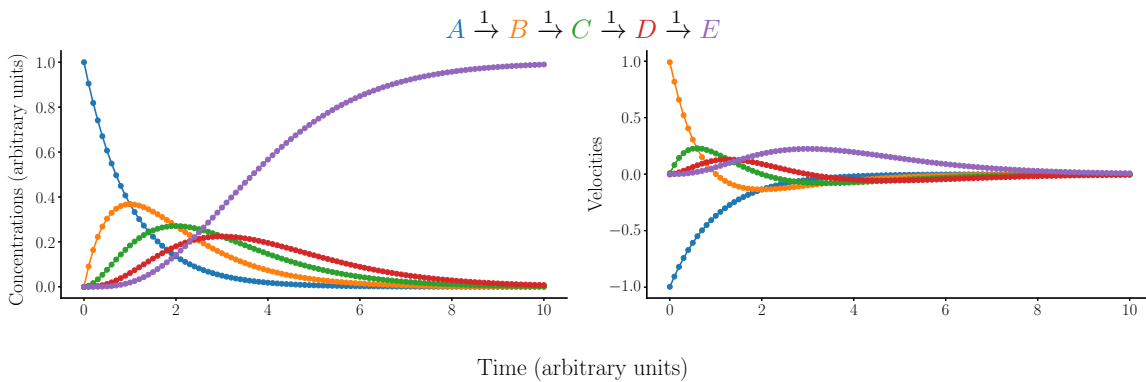 A 1→ B 1→ C 1→ D 1→ E
Concentrations (arbitrary units)
1.0
0.8
0.6
0.4
0.2
0.0
0 2 4 6 8 10
Velocities
1.0
0.5
0.0
−0.5
−1.0
0 2 4 6 8 10
Time (arbitrary units)